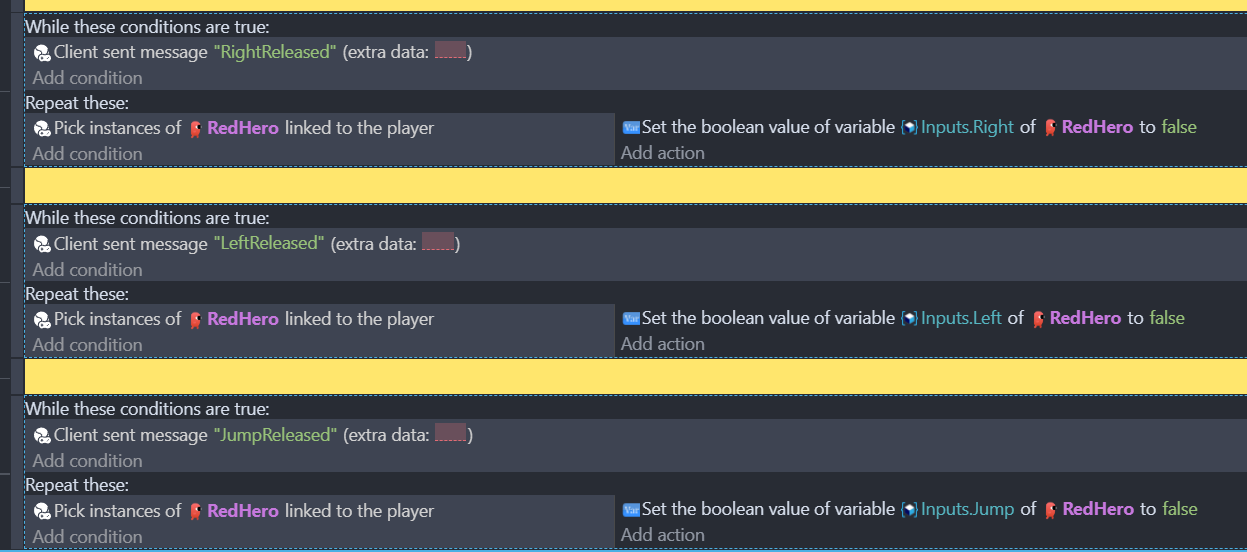 While these conditions are true:
Client sent message "RightReleased" (extra data: )
Add condition
Repeat these:
Pick instances of RedHero linked to the player
Add condition
Set the boolean value of variable Inputs.Right of RedHero to false
Add action
While these conditions are true:
Client sent message "LeftReleased" (extra data: )
Add condition
Repeat these:
Pick instances of RedHero linked to the player
Add condition
Set the boolean value of variable Inputs.Left of RedHero to false
Add action
While these conditions are true:
Client sent message "JumpReleased" (extra data: )
Add condition
Repeat these:
Pick instances of RedHero linked to the player
Add condition
Set the boolean value of variable Inputs.Jump of RedHero to false
Add action